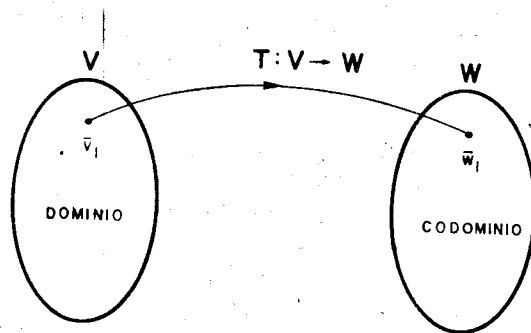 V
T: V → W
W
v̄₁
w̄₁
DOMINIO
CODOMINIO